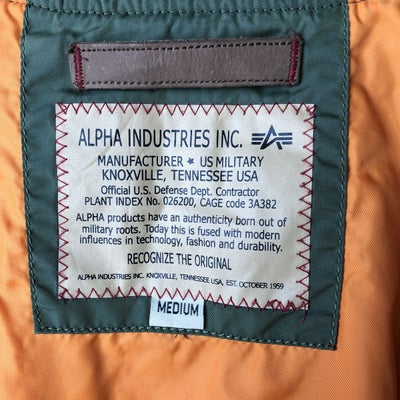 ALPHA INDUSTRIES INC.
MANUFACTURER ★ US MILITARY
KNOXVILLE, TENNESSEE USA
Official U.S. Defense Dept. Contractor
PLANT INDEX No. 026200, CAGE code 3A382
ALPHA products have an authenticity born out of
military roots. Today this is fused with modern
influences in technology, fashion and durability.
RECOGNIZE THE ORIGINAL
ALPHA INDUSTRIES INC. KNOXVILLE, TENNESSEE USA, EST. OCTOBER 1959
MEDIUM